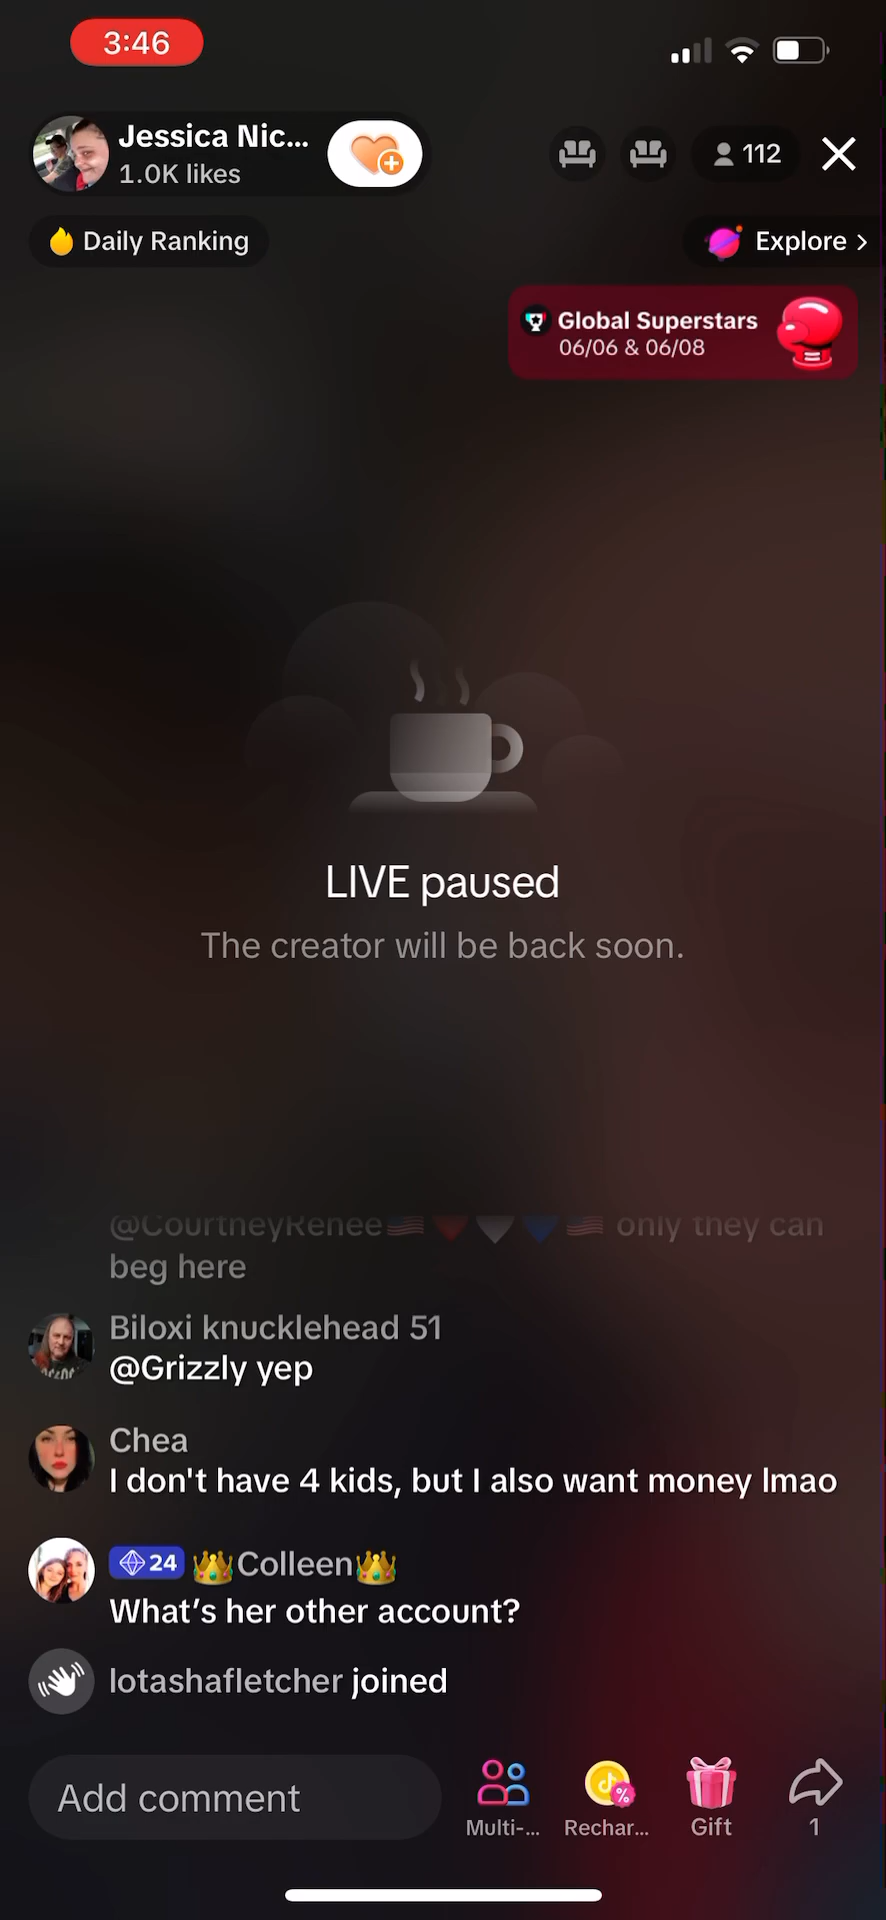 3:46
Jessica Nic...
1.0K likes
112
Daily Ranking
Explore >
Global Superstars
06/06 & 06/08
LIVE paused
The creator will be back soon.
@CourtneyRenee🇺🇸❤️🤍💙🇺🇸 only they can
beg here
Biloxi knucklehead 51
@Grizzly yep
Chea
I don't have 4 kids, but I also want money lmao
24 👑Colleen👑
What's her other account?
lotashafletcher joined
Add comment
Multi-...
Rechar...
Gift
1